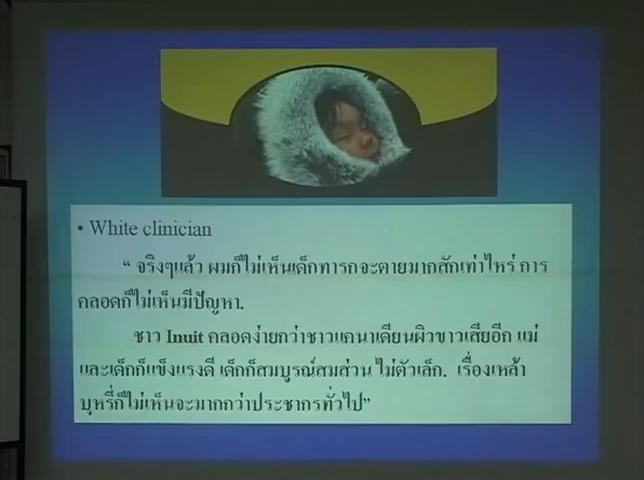 • White clinician
“ จริงๆแล้ว ผมก็ไม่เห็นเด็กทารกจะตายมากสักเท่าไหร่ การ
คลอดก็ไม่เห็นมีปัญหา.
ชาว Inuit คลอดง่ายกว่าชาวแคนาเดียนผิวขาวเสียอีก แม่
และเด็กก็แข็งแรงดี เด็กก็สมบูรณ์สมส่วน ไม่ตัวเล็ก. เรื่องเหล้า
บุหรี่ก็ไม่เห็นจะมากกว่าประชากรทั่วไป”